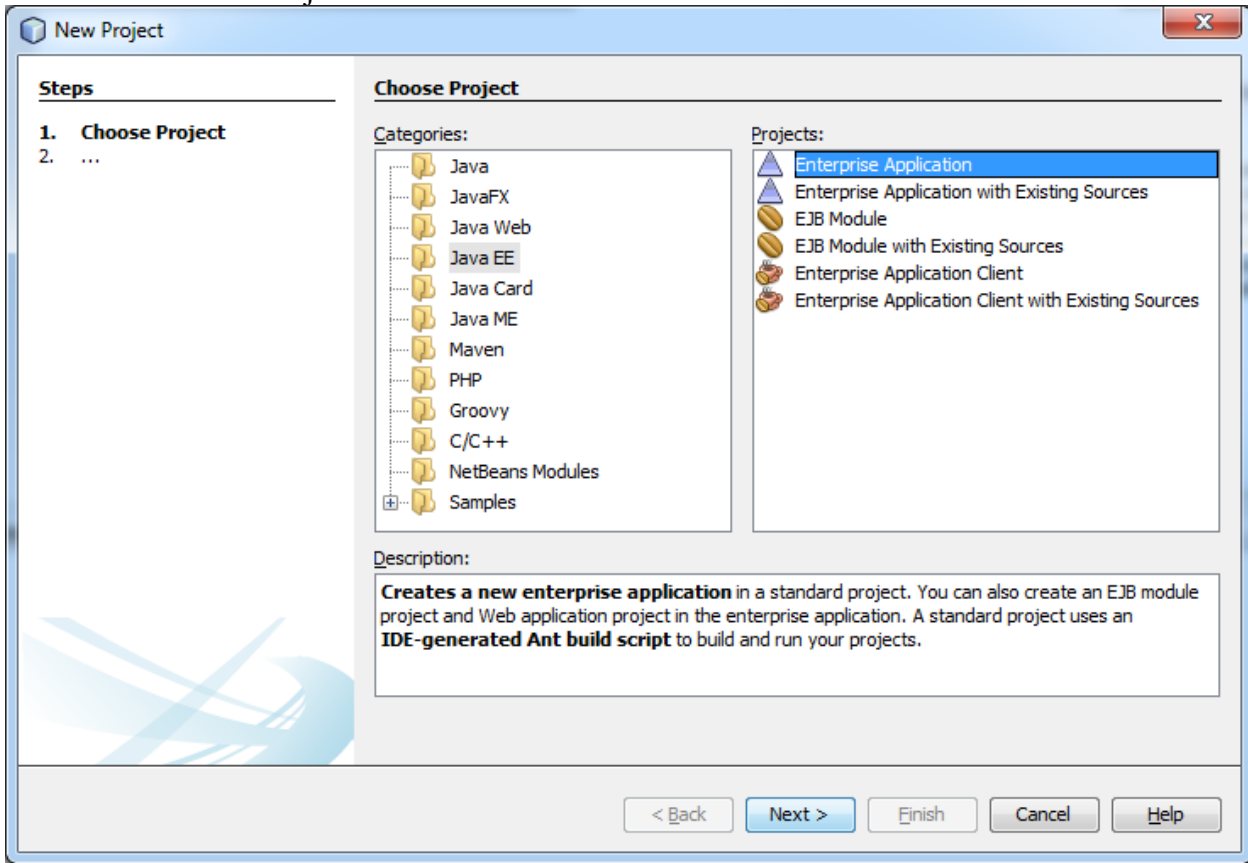 New Project
X
Steps
1. Choose Project
2. ...
Choose Project
Categories:
Java
JavaFX
Java Web
Java EE
Java Card
Java ME
Maven
PHP
Groovy
C/C++
NetBeans Modules
Samples
Projects:
Enterprise Application
Enterprise Application with Existing Sources
EJB Module
EJB Module with Existing Sources
Enterprise Application Client
Enterprise Application Client with Existing Sources
Description:
Creates a new enterprise application in a standard project. You can also create an EJB module
project and Web application project in the enterprise application. A standard project uses an
IDE-generated Ant build script to build and run your projects.
< Back
Next >
Finish
Cancel
Help